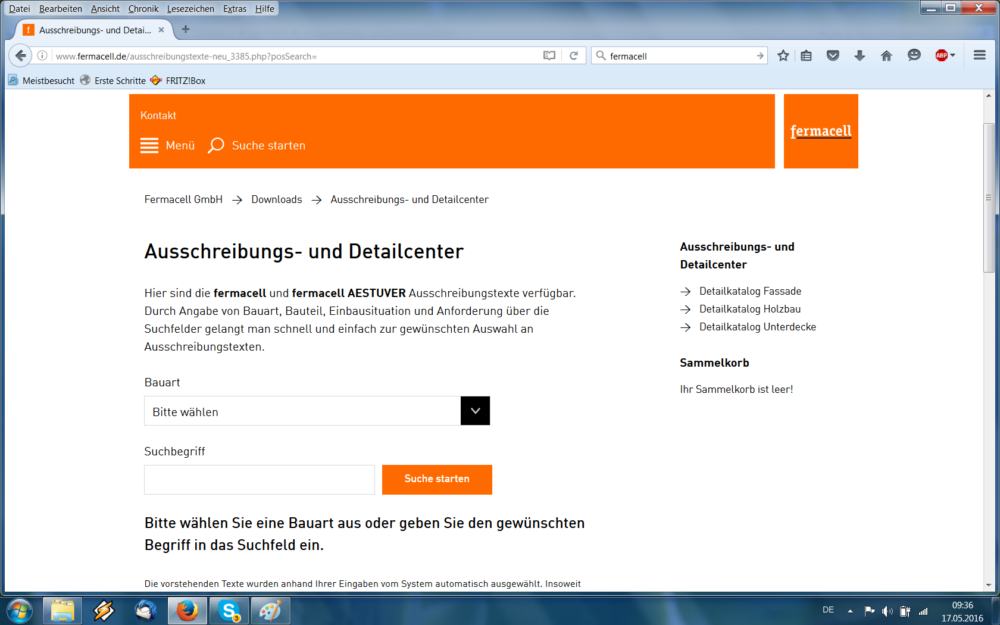 Datei Bearbeiten Ansicht Chronik Lesezeichen Extras Hilfe
f Ausschreibungs- und Detai...
www.fermacell.de/ausschreibungstexte-neu_3385.php?posSearch=
fermacell
ABP
Meistbesucht Erste Schritte FRITZ!Box
Kontakt
Menü Suche starten
fermacell
Fermacell GmbH → Downloads → Ausschreibungs- und Detailcenter
Ausschreibungs- und Detailcenter
Hier sind die fermacell und fermacell AESTUVER Ausschreibungstexte verfügbar.
Durch Angabe von Bauart, Bauteil, Einbausituation und Anforderung über die
Suchfelder gelangt man schnell und einfach zur gewünschten Auswahl an
Ausschreibungstexten.
Bauart
Bitte wählen
Suchbegriff
Suche starten
Bitte wählen Sie eine Bauart aus oder geben Sie den gewünschten
Begriff in das Suchfeld ein.
Die vorstehenden Texte wurden anhand Ihrer Eingaben vom System automatisch ausgewählt. Insoweit
Ausschreibungs- und
Detailcenter
→ Detailkatalog Fassade
→ Detailkatalog Holzbau
→ Detailkatalog Unterdecke
Sammelkorb
Ihr Sammelkorb ist leer!
3
DE
09:36
17.05.2016